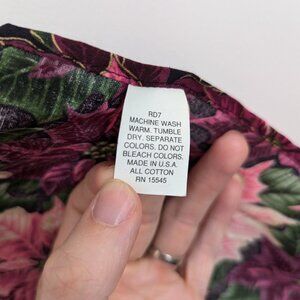 RD7
MACHINE WASH
WARM. TUMBLE
DRY. SEPARATE
COLORS. DO NOT
BLEACH COLORS.
MADE IN U.S.A.
ALL COTTON
RN 15545